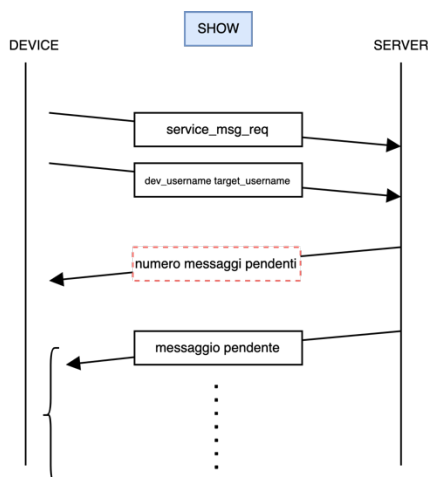 SHOW
DEVICE
SERVER
service_msg_req
dev_username target_username
numero messaggi pendenti
messaggio pendente